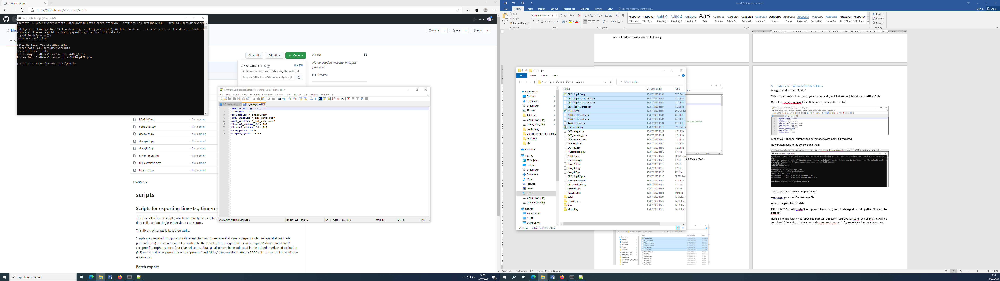 khemmen/scripts
https://github.com/khemmen/scripts
Anaconda Prompt (Miniconda3)
(scripts) C:\Users\User\scripts\Batch>python batch_correlation.py --settings fcs_settings.yaml --path C:\Users\User\scri
pts
batch_correlation.py:169: YAMLLoadWarning: calling yaml.load() without Loader=... is deprecated, as the default Loader i
s unsafe. Please read https://msg.pyyaml.org/load for full details.
yaml.load(fp.read())
Compute correlations
====================
Settings file: fcs_settings.yaml
Search path: C:\Users\User\scripts
Search string: *.ptu
Processing: C:\Users\User\scripts\A488_1.ptu
Processing: C:\Users\User\scripts\DNA10bpPIE.ptu
(scripts) C:\Users\User\scripts\Batch>
Watch 0 Star 0 Fork 0
Go to file Add file Code
About
No description, website, or topics
provided.
Readme
Clone with HTTPS Use SSH
Use Git or checkout with SVN using the web URL.
https://github.com/khemmen/scripts.git
README.md - first commit
correlation.py - first commit
decay2ch.py - first commit
decay4ch.py - first commit
decayPIE.py - first commit
environment.yml - first commit
full_correlation.py - first commit
functions.py - first commit
README.md
scripts
Scripts for exporting time-tag time-res
This is a collection of scripts, which can mainly be used to ex
data collected on single-molecule or FCS setups.
This library of scripts is based on tttrlib.
Scripts are prepared for up to four different channels (green-parallel, green-perpendicular, red-parallel, and red-
perpendicular). Colors are named according to the standard FRET-experiments with a "green" donor and a "red"
acceptor fluorophore. For a four channel setup, data can also have been collected in the Pulsed Interleaved Excitation
(PIE) mode and be exported based on "prompt" and "delay" time windows. Here a 50:50 split of the total time window
is assumed.
Batch export
C:\Users\User\scripts\Batch\fcs_settings.yaml - Notepad++
File Edit Search View Encoding Language Settings Tools Macro Run Plugins Window ? X
PIEcorrelation.py fcs_settings.yaml
1 search_string: '*.ptu'
2 filetype: 'PTU'
3 cc_suffix: '_cross.cor'
4 acf1_suffix: '_ch0_auto.cor'
5 acf2_suffix: '_ch2_auto.cor'
6 channel_number_ch1: [0]
7 channel_number_ch2: [2]
8 make_plots: True
9 display_plot: False
YAML Ain't Markup Language length : 205 lines : 9 Ln : 1 Col : 1 Sel : 0 | 0 Unix (LF) UTF-8 INS
Type here to search
16:35
13/07/2020
HowToScripts.docx - Word
Sign in Share
File Home Insert Design Layout References Mailings Review View Tell me what you want to do...
Paste Cut
Copy
Format Painter
Calibri (Body) 11
¶ Normal ¶ No Spac... Heading 1 Heading 2 Heading 3 Title Subtitle Subtle Em... Emphasis Intense E... Strong Quote Intense Q... Subtle Ref... Intense Re... Book Title ¶ List Para...
Find
Replace
Select
Clipboard Font Paragraph Styles Editing
When it is done it will show the following:
scripts
File Home Share View
os (C:) Users User scripts
Search scripts
Name Date modified Type
Quick access
Desktop
Downloads
Documents
Pictures
AGHeinze
Daten_HDD_1 (D:)
Daten_HDD_2 (E:)
Bearbeitung
Exp445_TD_Pac_TIR4_TRP6_C
ImarisFiles
PIV
OneDrive
This PC
3D Objects
Desktop
Documents
Downloads
Music
Pictures
Videos
os (C:)
Daten_HDD_1 (D:)
Daten_HDD_2 (E:)
Network
132.187.2.213
CLOUD
COMSOL-WS
DNA10bpPIE.svg 13/07/2020 16:34 SVG Docu
DNA10bpPIE_ch0_auto.cor 13/07/2020 16:34 COR File
DNA10bpPIE_ch2_auto.cor 13/07/2020 16:34 COR File
DNA10bpPIE_cross.cor 13/07/2020 16:34 COR File
A488_1.svg 13/07/2020 16:34 SVG Docu
A488_1_ch0_auto.cor 13/07/2020 16:34 COR File
A488_1_ch2_auto.cor 13/07/2020 16:34 COR File
A488_1_cross.cor 13/07/2020 16:34 COR File
correlation.svg 13/07/2020 16:19 SVG Docu
ACF_delay_r.cor 13/07/2020 16:19 COR File
ACF_prompt_g.cor 13/07/2020 16:19 COR File
ACF_prompt_r.cor 13/07/2020 16:19 COR File
CCF_FRET.cor 13/07/2020 16:19 COR File
CCF_PIE.cor 13/07/2020 16:19 COR File
PIEcorrelation.py 13/07/2020 16:19 PY File
A488_1.ptu 13/07/2020 16:15 SPT64 Raw
correlation.py 13/07/2020 16:15 PY File
decay2ch.py 13/07/2020 16:15 PY File
decay4ch.py 13/07/2020 16:15 PY File
decayPIE.py 13/07/2020 16:15 PY File
DNA10bpPIE.ptu 13/07/2020 16:15 SPT64 Raw
environment.yml 13/07/2020 16:15 YML File
full_correlation.py 13/07/2020 16:15 PY File
functions.py 13/07/2020 16:15 PY File
README.md 13/07/2020 16:15 MD File
Batch 13/07/2020 16:34 File folder
__pycache__ 13/07/2020 16:19 File folder
.idea 13/07/2020 16:15 File folder
Modelling 13/07/2020 16:15 File folder
29 items 9 items selected 235 KB
a plot is shown:
5. Batch correlation of whole folders
Navigate to the "batch folder"
This scripts consist of two parts: your python scrip, which does the job and your "settings" file.
Open the fcs_settings.yml file in Notepad++ (or any other editor):
Modify your channel number and automatic saving names if required.
Now switch back to the console and type:
python batch_correlation.py --settings fcs_settings.yaml --path C:\Users\User\scripts
This scripts needs two input parameter:
--settings : your modified settings file
--path: the path to your data
CAUTION!!! No dots (.sptw!), no special characters (µm!), to change drive add path in "E:\path-to-
datacd"
Here, all folders within your specified path will be search recursive for ".ptu" and all ptu-files will be
correlated (ch0 and ch2), the auto- and crosscorrelation and a figure for visual inspection is saved.
Page 6 of 6 364 words English (United Kingdom) 100 %
16:35
13/07/2020